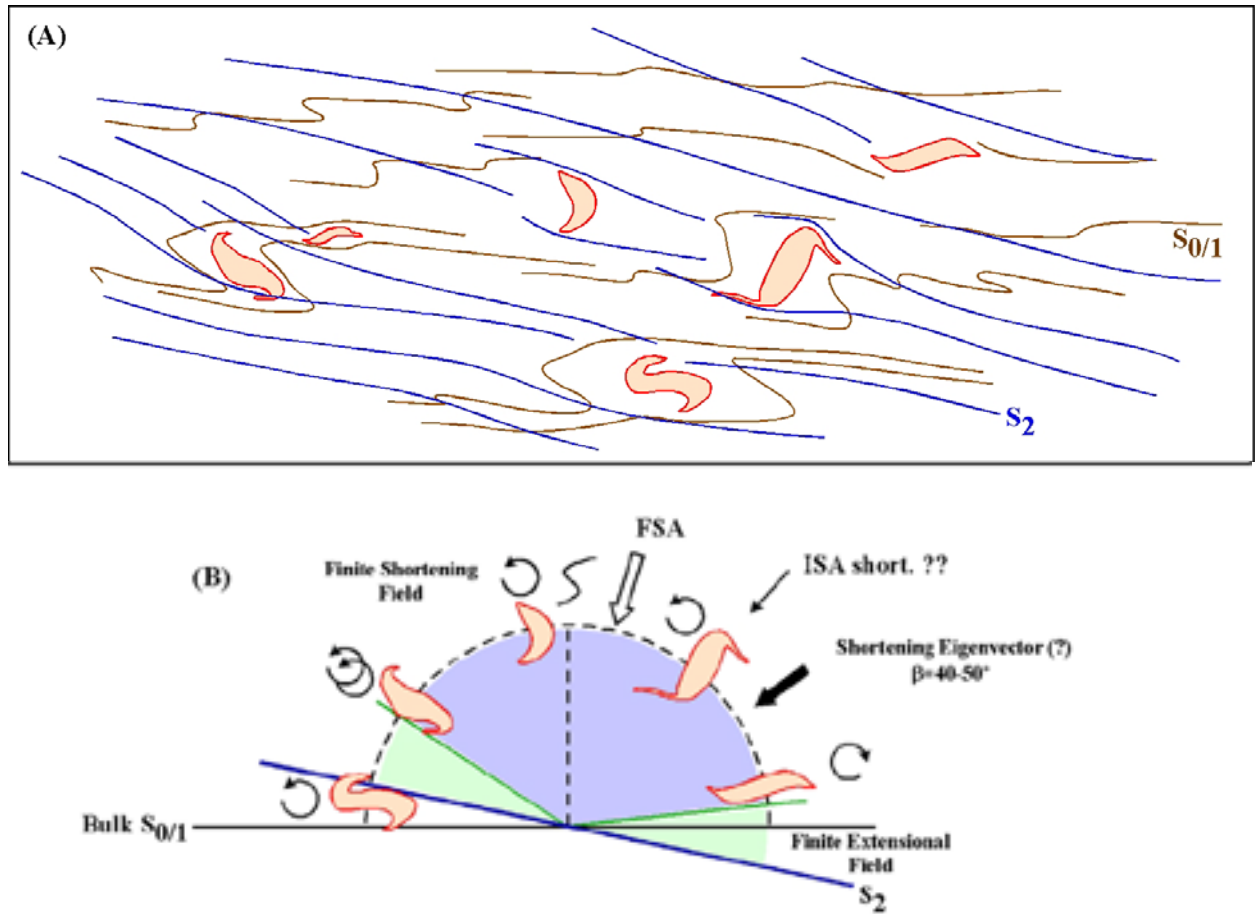 (A)
S0/1
S2
(B)
Finite Shortening
Field
FSA
ISA short. ??
Shortening Eigenvector (?)
β=40-50°
Bulk S0/1
Finite Extensional
Field
S2